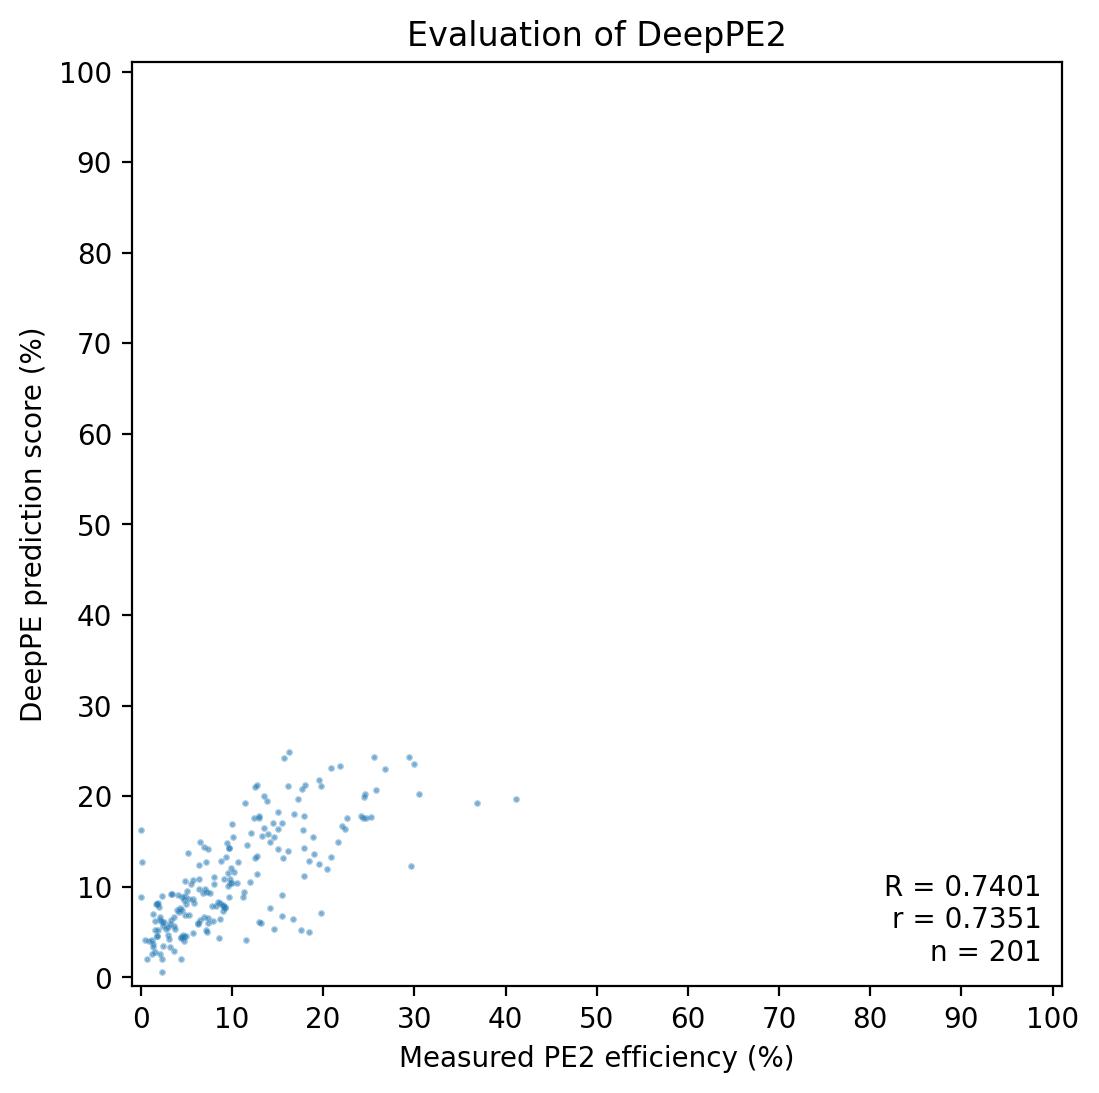 Evaluation of DeepPE2
DeepPE prediction score (%)
100
90
80
70
60
50
40
30
20
10
0
R = 0.7401
r = 0.7351
n = 201
0 10 20 30 40 50 60 70 80 90 100
Measured PE2 efficiency (%)